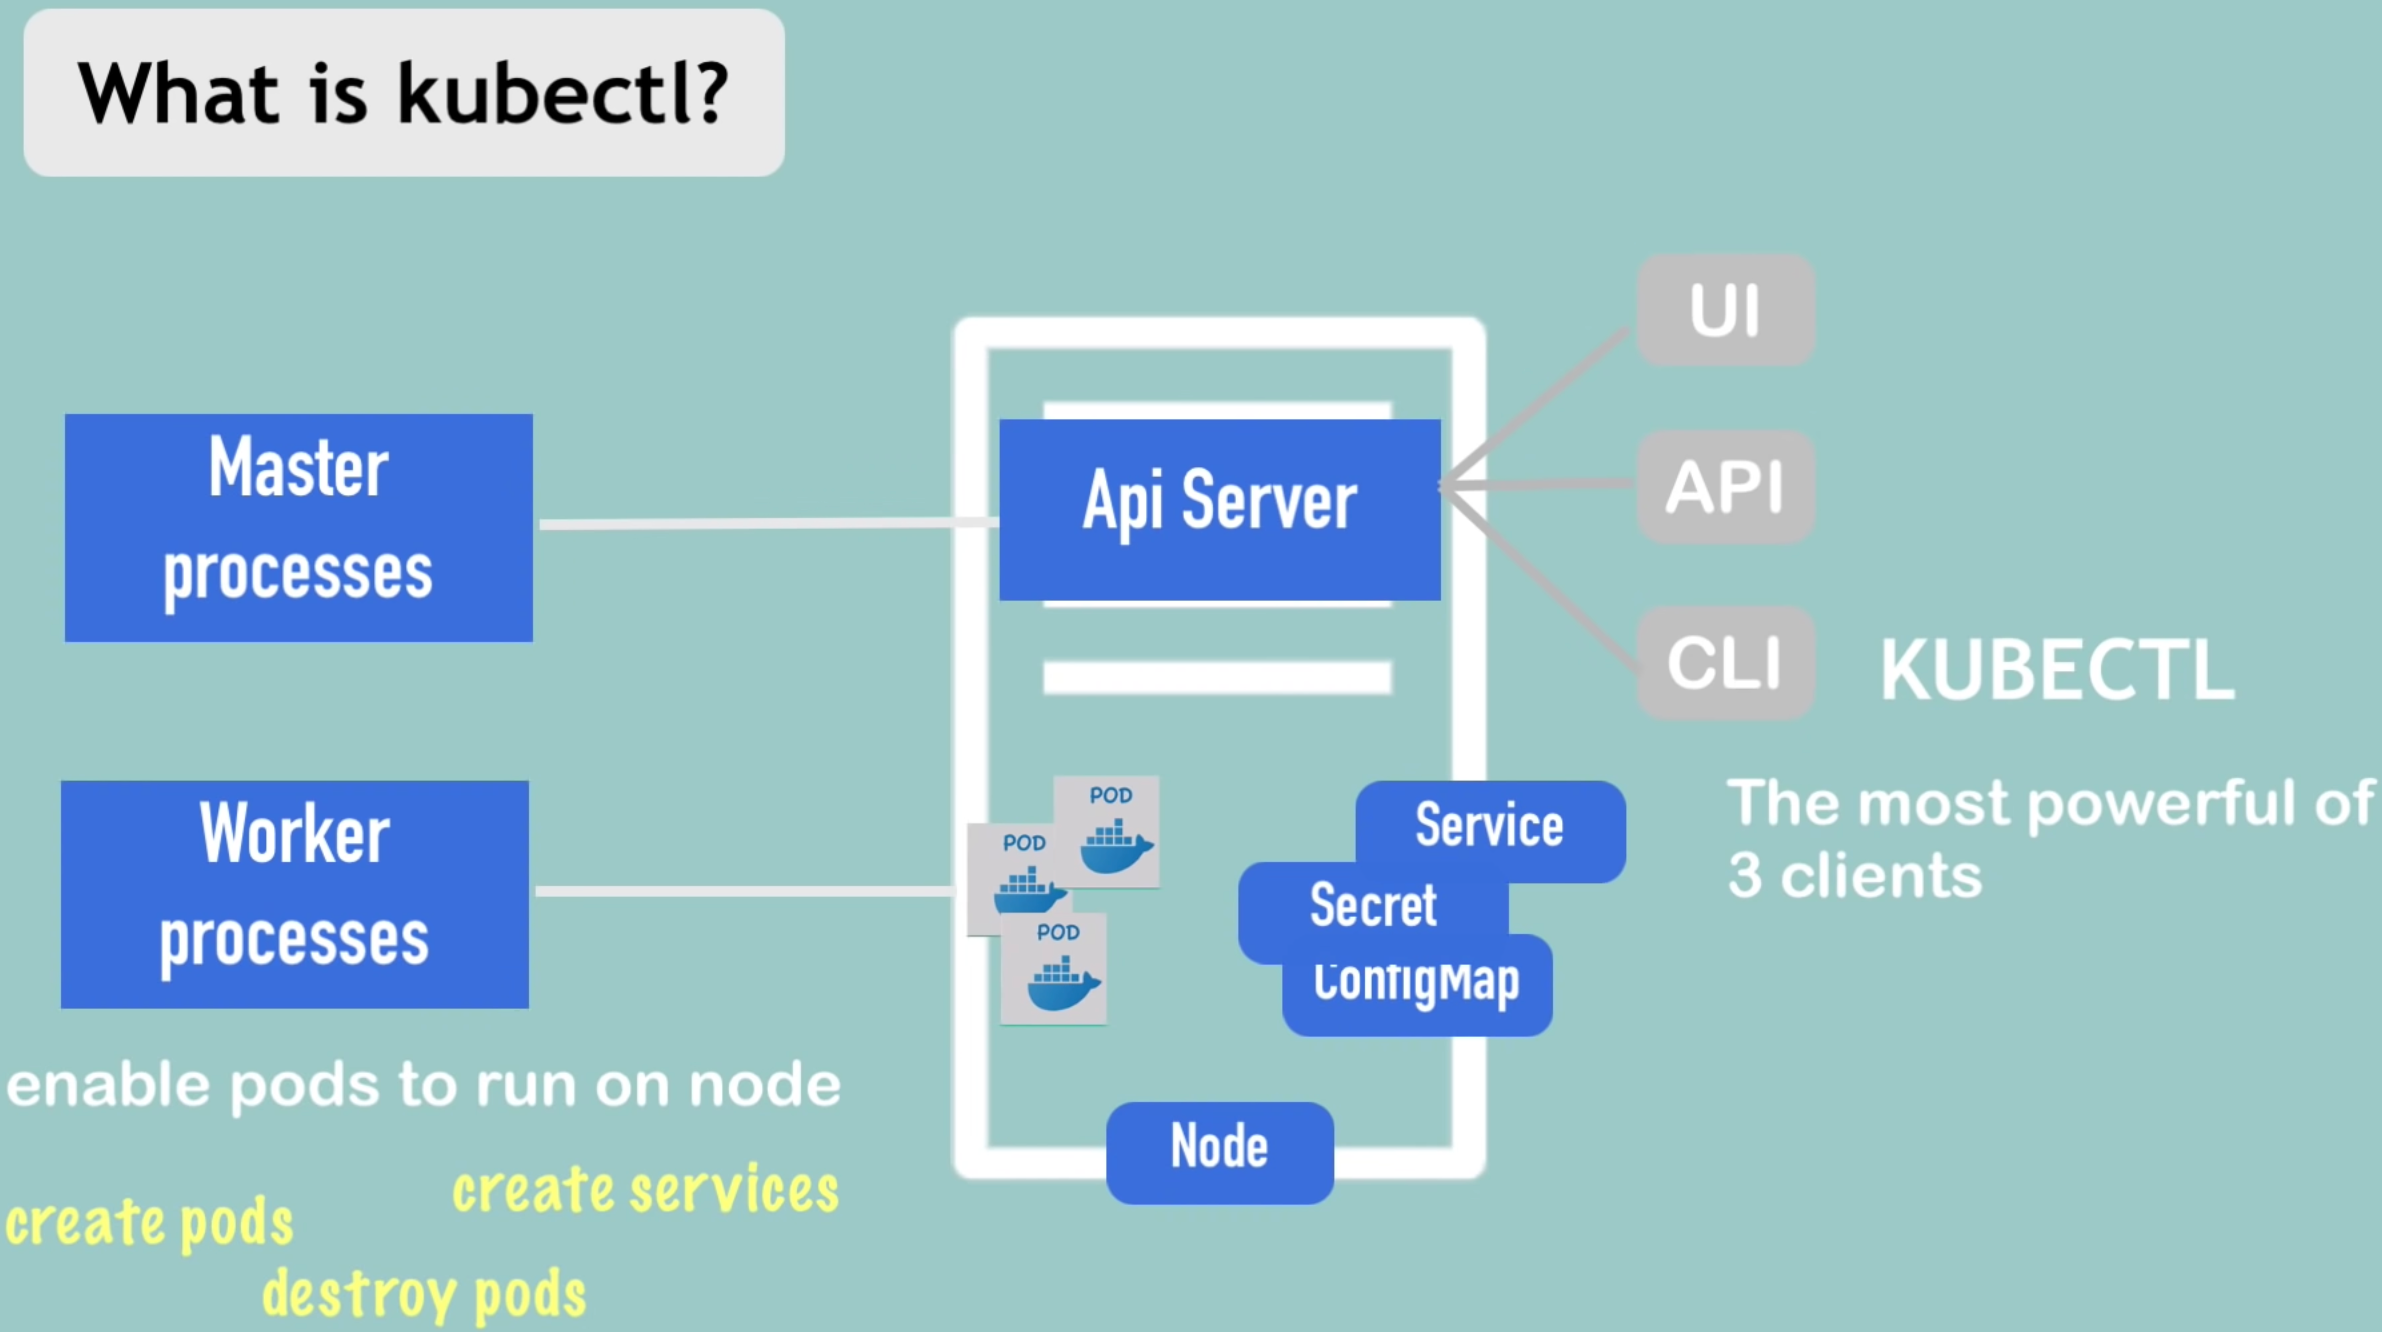 What is kubectl?
UI
Master
processes
Api Server
API
CLI
KUBECTL
The most powerful of
3 clients
Worker
processes
POD
POD
POD
Service
Secret
ConfigMap
enable pods to run on node
Node
create services
create pods
destroy pods